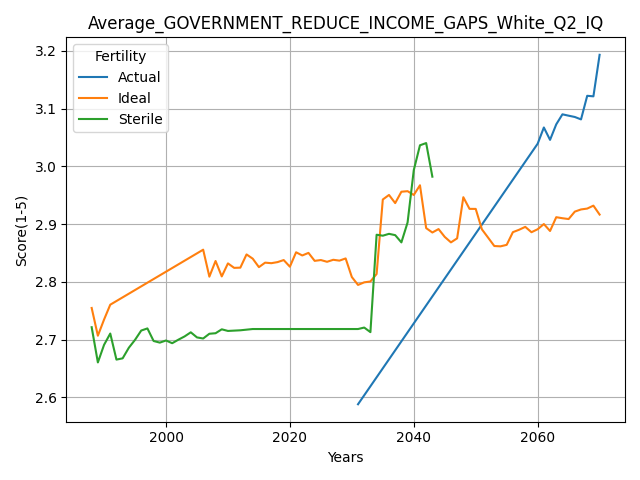 Average_GOVERNMENT_REDUCE_INCOME_GAPS_White_Q2_IQ
Fertility
Actual
Ideal
Sterile
Score(1-5)
3.2
3.1
3.0
2.9
2.8
2.7
2.6
2000 2020 2040 2060
Years